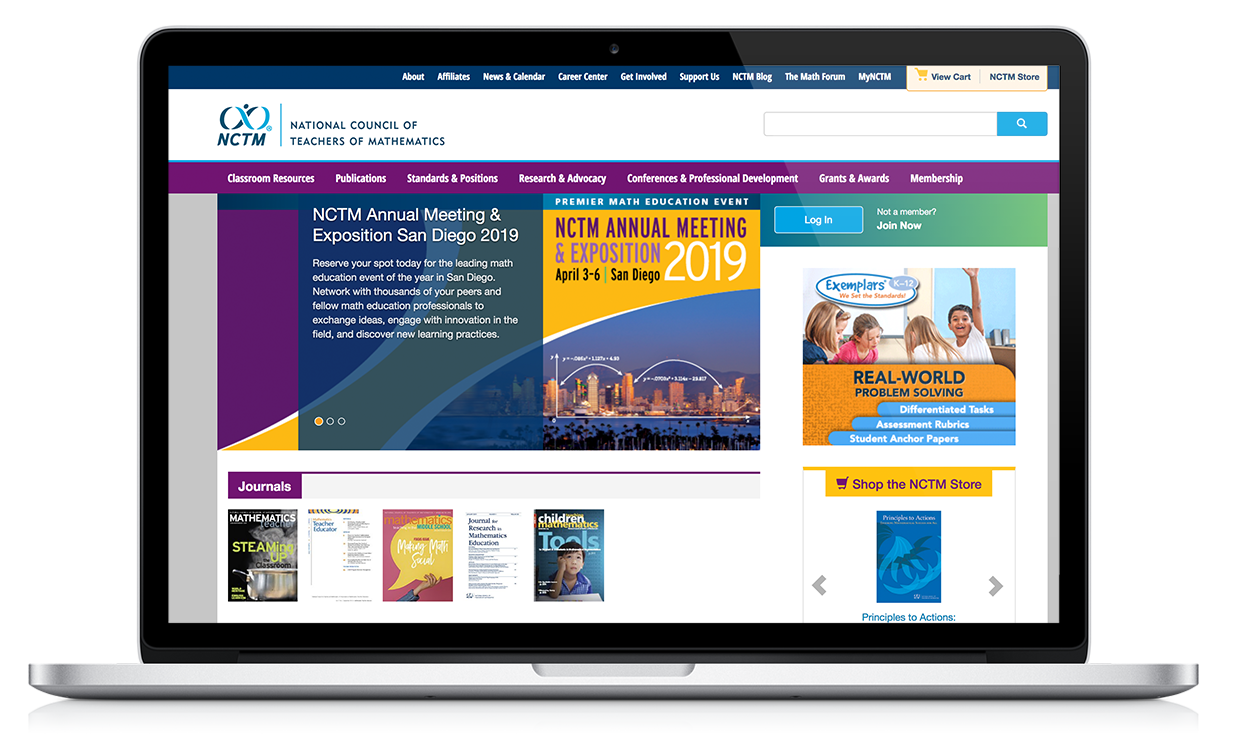 About Affiliates News & Calendar Career Center Get Involved Support Us NCTM Blog The Math Forum MyNCTM View Cart NCTM Store
NCTM
NATIONAL COUNCIL OF
TEACHERS OF MATHEMATICS
Classroom Resources Publications Standards & Positions Research & Advocacy Conferences & Professional Development Grants & Awards Membership
NCTM Annual Meeting &
Exposition San Diego 2019
Reserve your spot today for the leading math
education event of the year in San Diego.
Network with thousands of your peers and
fellow math education professionals to
exchange ideas, engage with innovation in the
field, and discover new learning practices.
PREMIER MATH EDUCATION EVENT
NCTM ANNUAL MEETING
& EXPOSITION 2019
April 3-6 | San Diego
Log In
Not a member?
Join Now
Exemplars K–12
We Set the Standards!
REAL-WORLD
PROBLEM SOLVING
Differentiated Tasks
Assessment Rubrics
Student Anchor Papers
Journals
MATHEMATICS
teacher
STEAMing
UP
Classroom
Mathematics
Teacher
Educator
mathematics
MIDDLE SCHOOL
Making Math
Social
Journal for
Research in
Mathematics
Education
children
mathematics
Tools
Shop the NCTM Store
Principles to Actions
Principles to Actions: